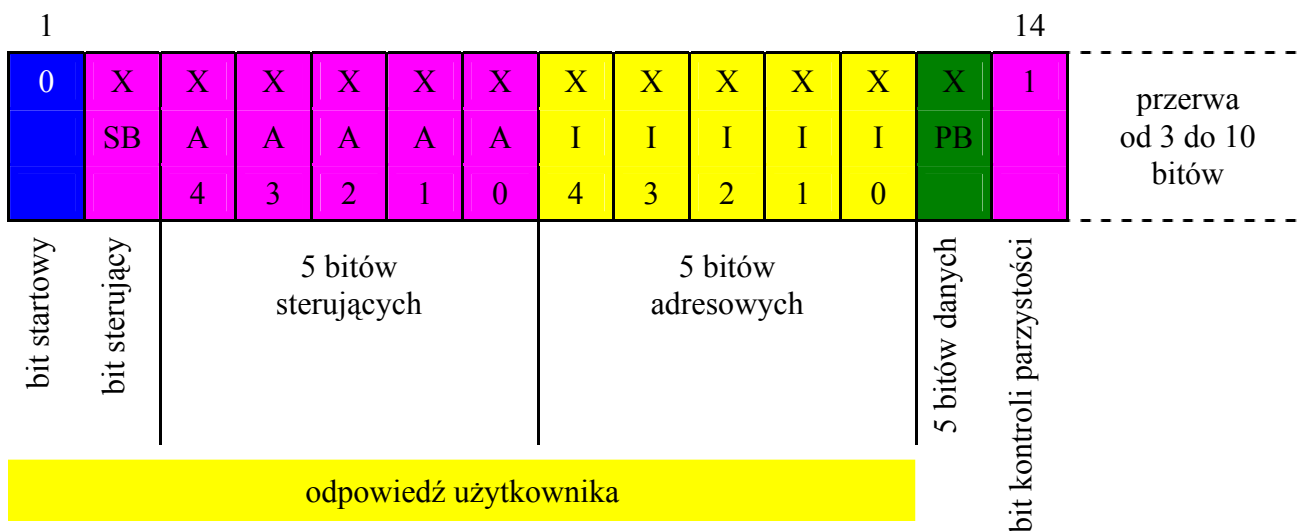 1 14
0 X X X X X X X X X X X X 1
SB A A A A A I I I I I PB
4 3 2 1 0 4 3 2 1 0
przerwa
od 3 do 10
bitów
bit startowy
bit sterujący
5 bitów
sterujących
5 bitów
adresowych
5 bitów danych
bit kontroli parzystości
odpowiedź użytkownika